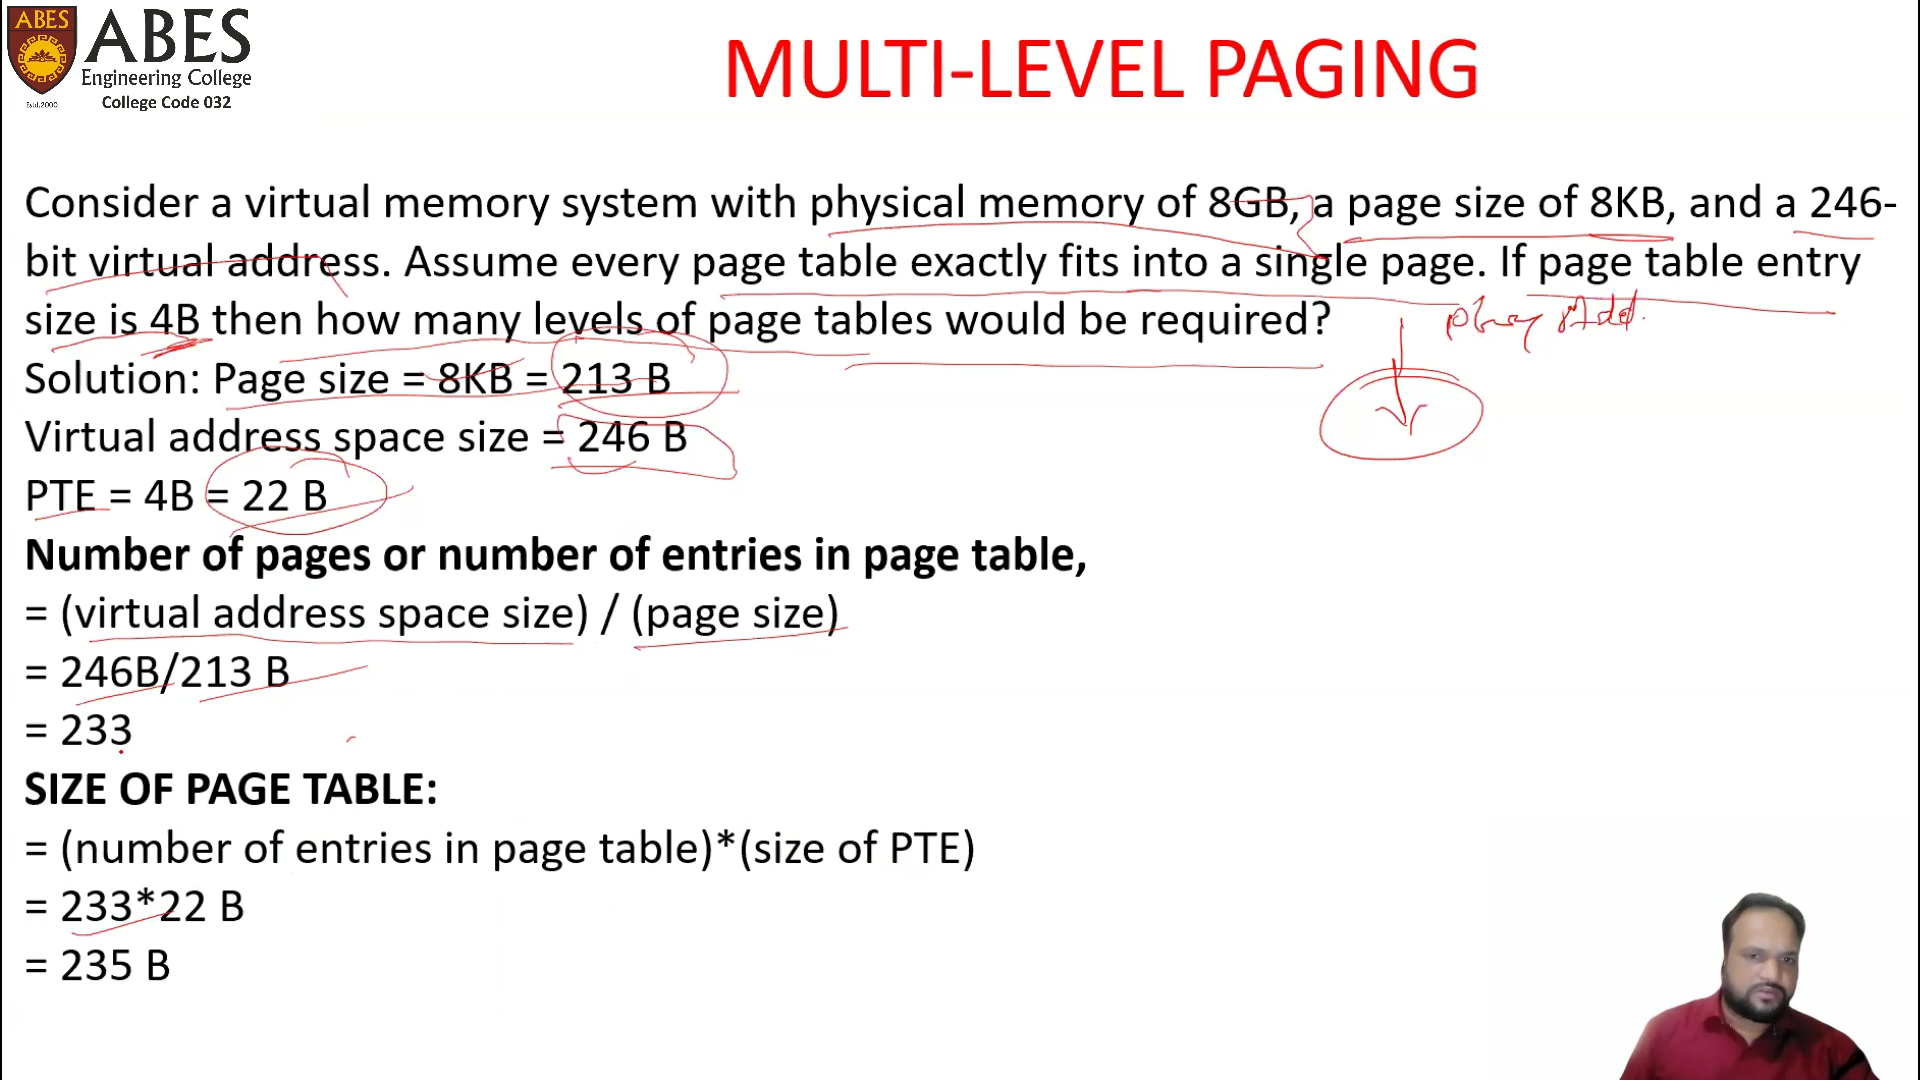 ABES
ABES
Engineering College
College Code 032
Estd.2000
MULTI-LEVEL PAGING
Consider a virtual memory system with physical memory of 8GB, a page size of 8KB, and a 246-
bit virtual address. Assume every page table exactly fits into a single page. If page table entry
size is 4B then how many levels of page tables would be required?
Add.
Solution: Page size = 8KB = 213 B
Virtual address space size = 246 B
PTE = 4B = 22 B
Number of pages or number of entries in page table,
= (virtual address space size) / (page size)
= 246B/213 B
= 233
SIZE OF PAGE TABLE:
= (number of entries in page table)*(size of PTE)
= 233*22 B
= 235 B